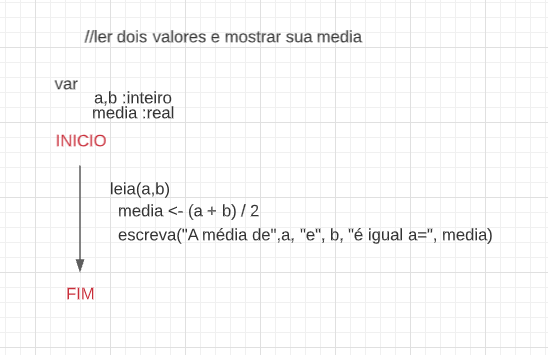 //ler dois valores e mostrar sua media
var
a,b :inteiro
media :real
INICIO
leia(a,b)
media <- (a + b) / 2
escreva("A média de",a, "e", b, "é igual a=", media)
FIM